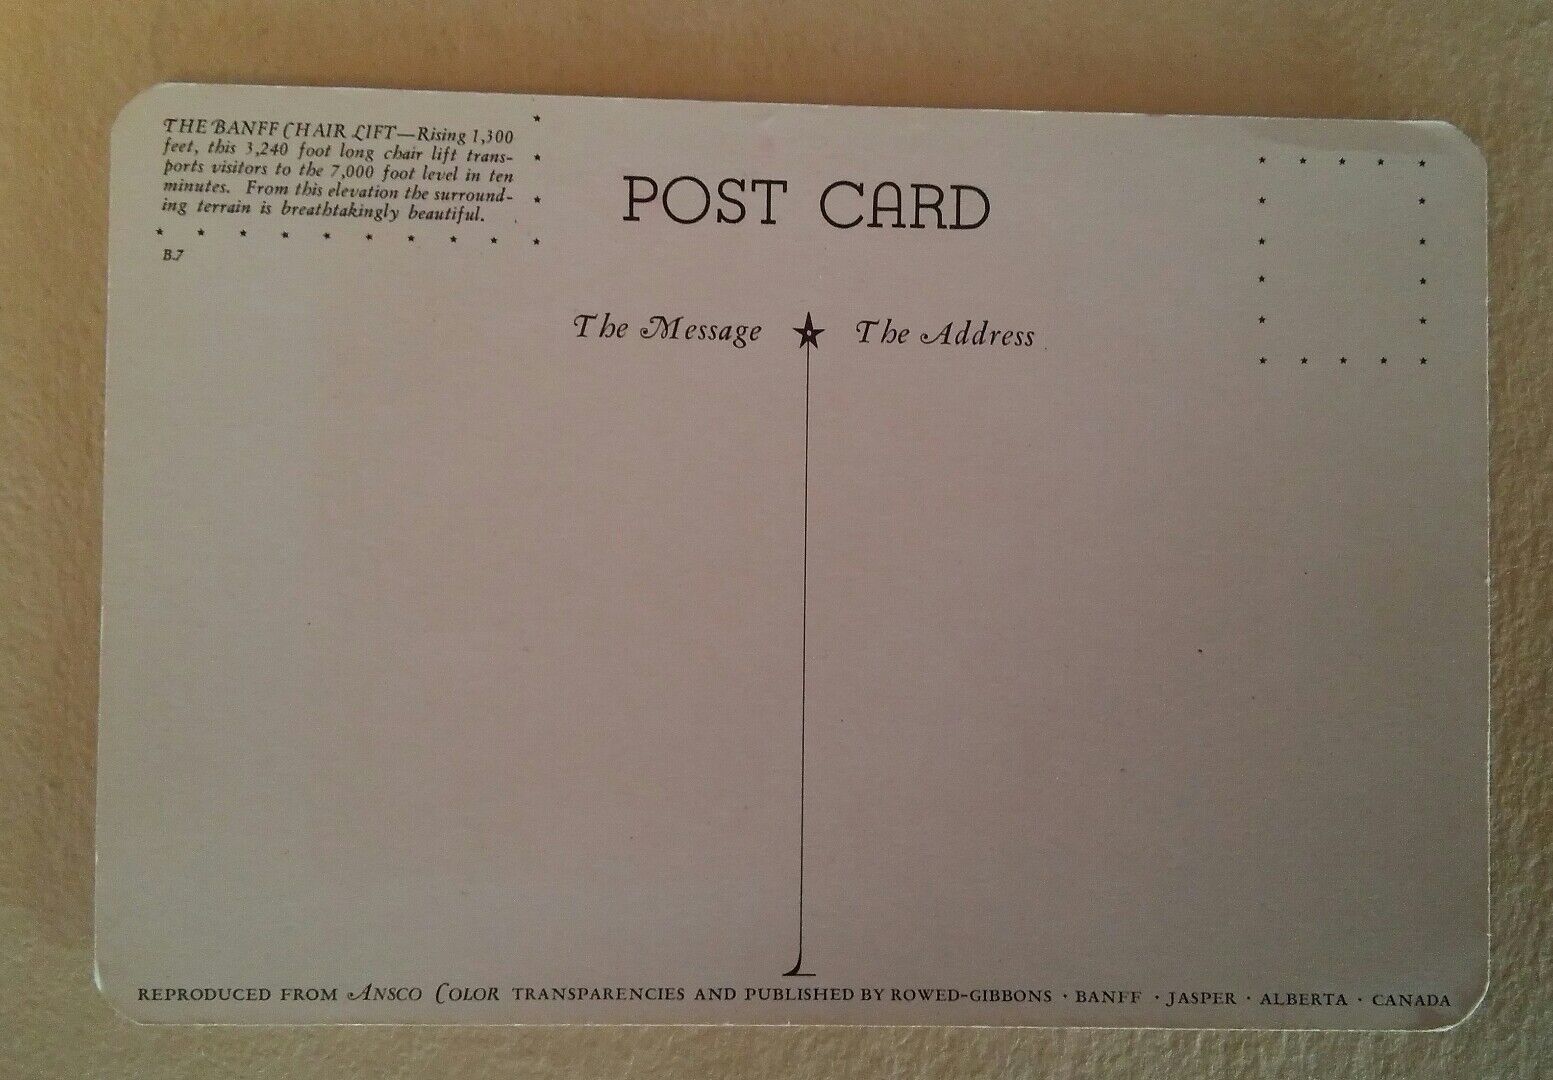 THE BANFF CHAIR LIFT—Rising 1,300
feet, this 3,240 foot long chair lift trans-
ports visitors to the 7,000 foot level in ten
minutes. From this elevation the surround-
ing terrain is breathtakingly beautiful.
B.7
POST CARD
The Message
The Address
REPRODUCED FROM ANSCO COLOR TRANSPARENCIES AND PUBLISHED BY ROWED-GIBBONS · BANFF · JASPER · ALBERTA · CANADA